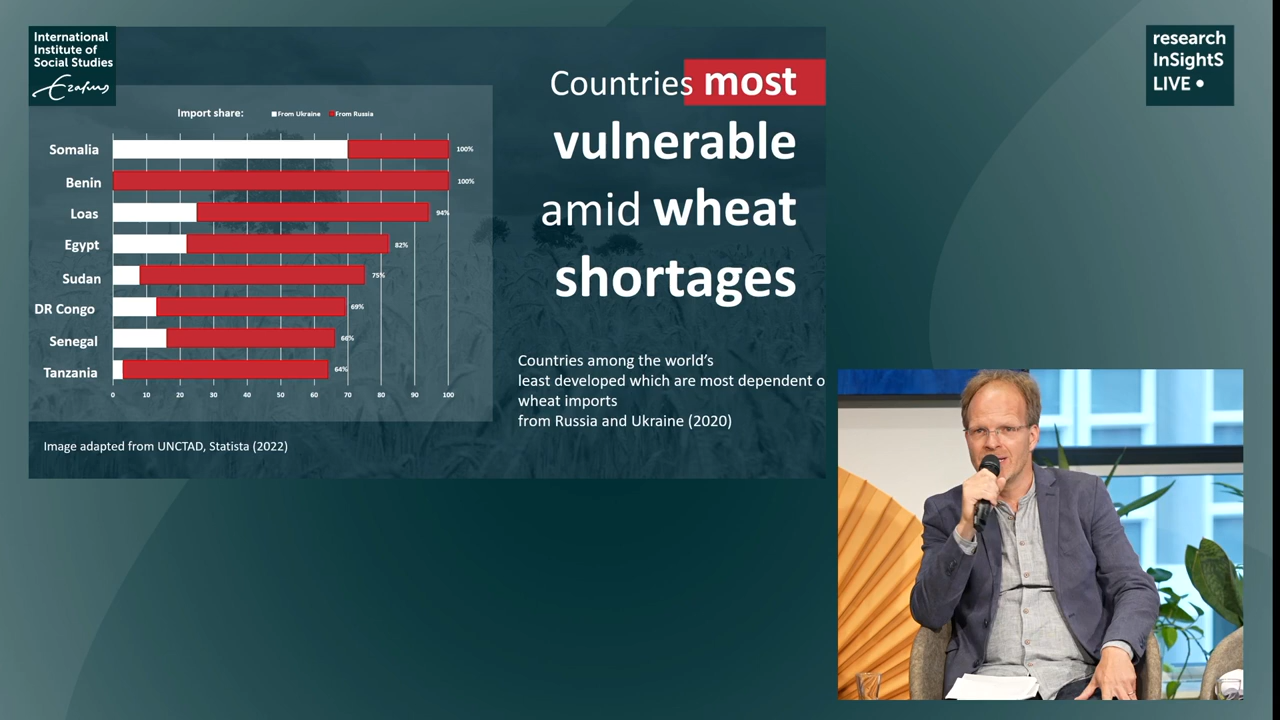 International
Institute of
Social Studies
Erasmus
research
InSightS
LIVE
Countries most
vulnerable
amid wheat
shortages
Import share:
From Ukraine
From Russia
Somalia
100%
Benin
100%
Loas
94%
Egypt
82%
Sudan
75%
DR Congo
69%
Senegal
66%
Tanzania
64%
0 10 20 30 40 50 60 70 80 90 100
Countries among the world's
least developed which are most dependent o
wheat imports
from Russia and Ukraine (2020)
Image adapted from UNCTAD, Statista (2022)